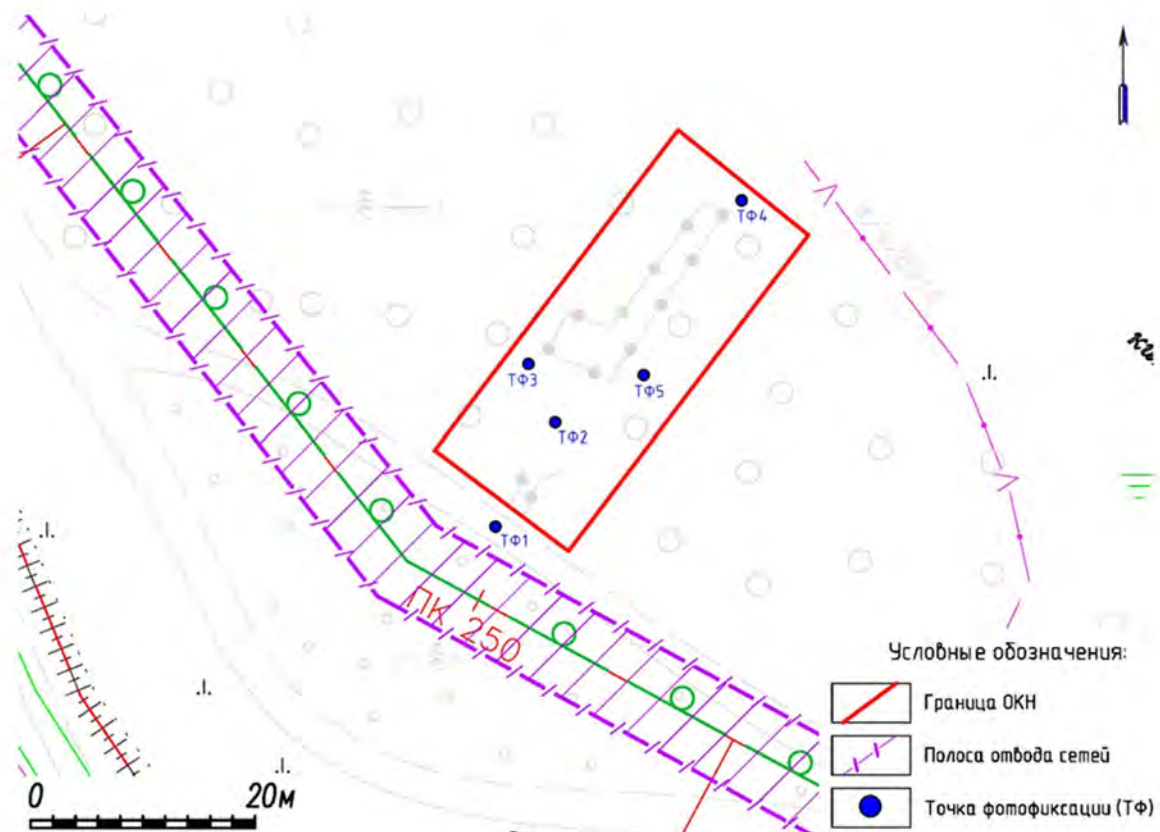 ТФ4
ТФ3
ТФ5
ТФ2
ТФ1
ПК 250
Условные обозначения:
Граница ОКН
Полоса отвода сетей
Точка фотофиксации (ТФ)
0 20м